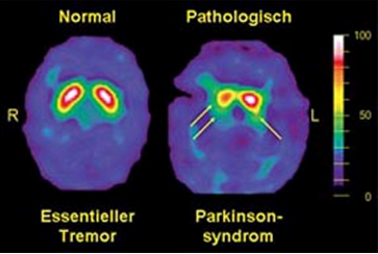 Normal
Pathologisch
100
50
0
R
L
Essentieller
Tremor
Parkinson-
syndrom